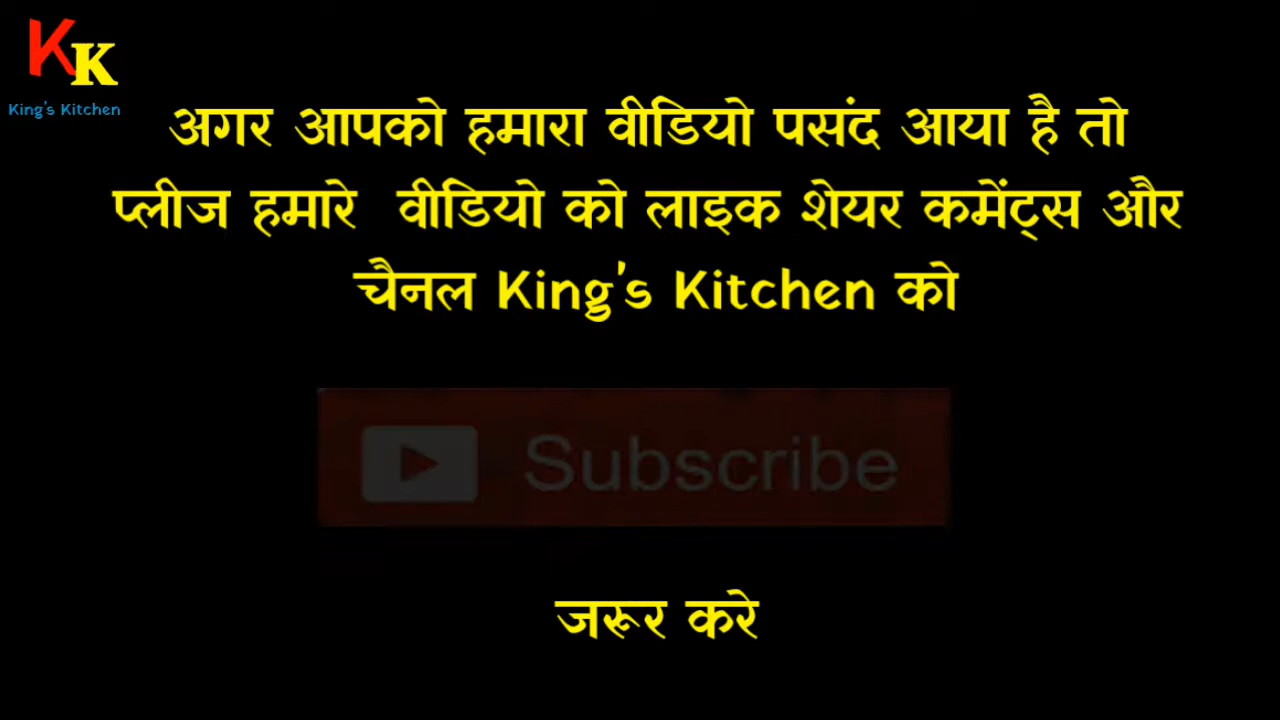 KK
King's Kitchen
अगर आपको हमारा वीडियो पसंद आया है तो
प्लीज हमारे वीडियो को लाइक शेयर कमेंट्स और
चैनल King's Kitchen को
Subscribe
जरूर करे